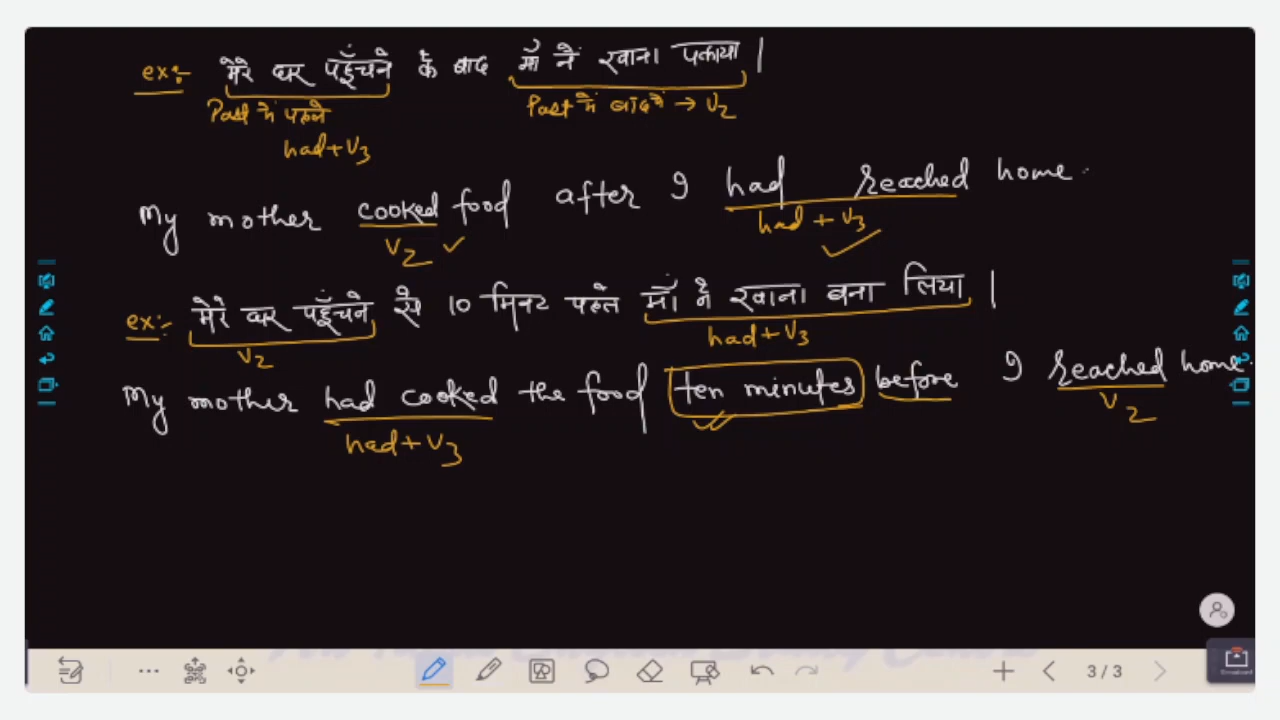 ex:- मेरे घर पहुँचने के बाद माँ ने खाना पकाया |
Past में पहले
Past में बाद में → V2
had+V3
My mother cooked food after I had reached home.
V2 ✓
had + V3 ✓
ex:- मेरे घर पहुँचने से 10 मिनट पहले माँ ने खाना बना लिया |
V2
had+V3
My mother had cooked the food ten minutes before I reached home.
had+V3
V2
3/3